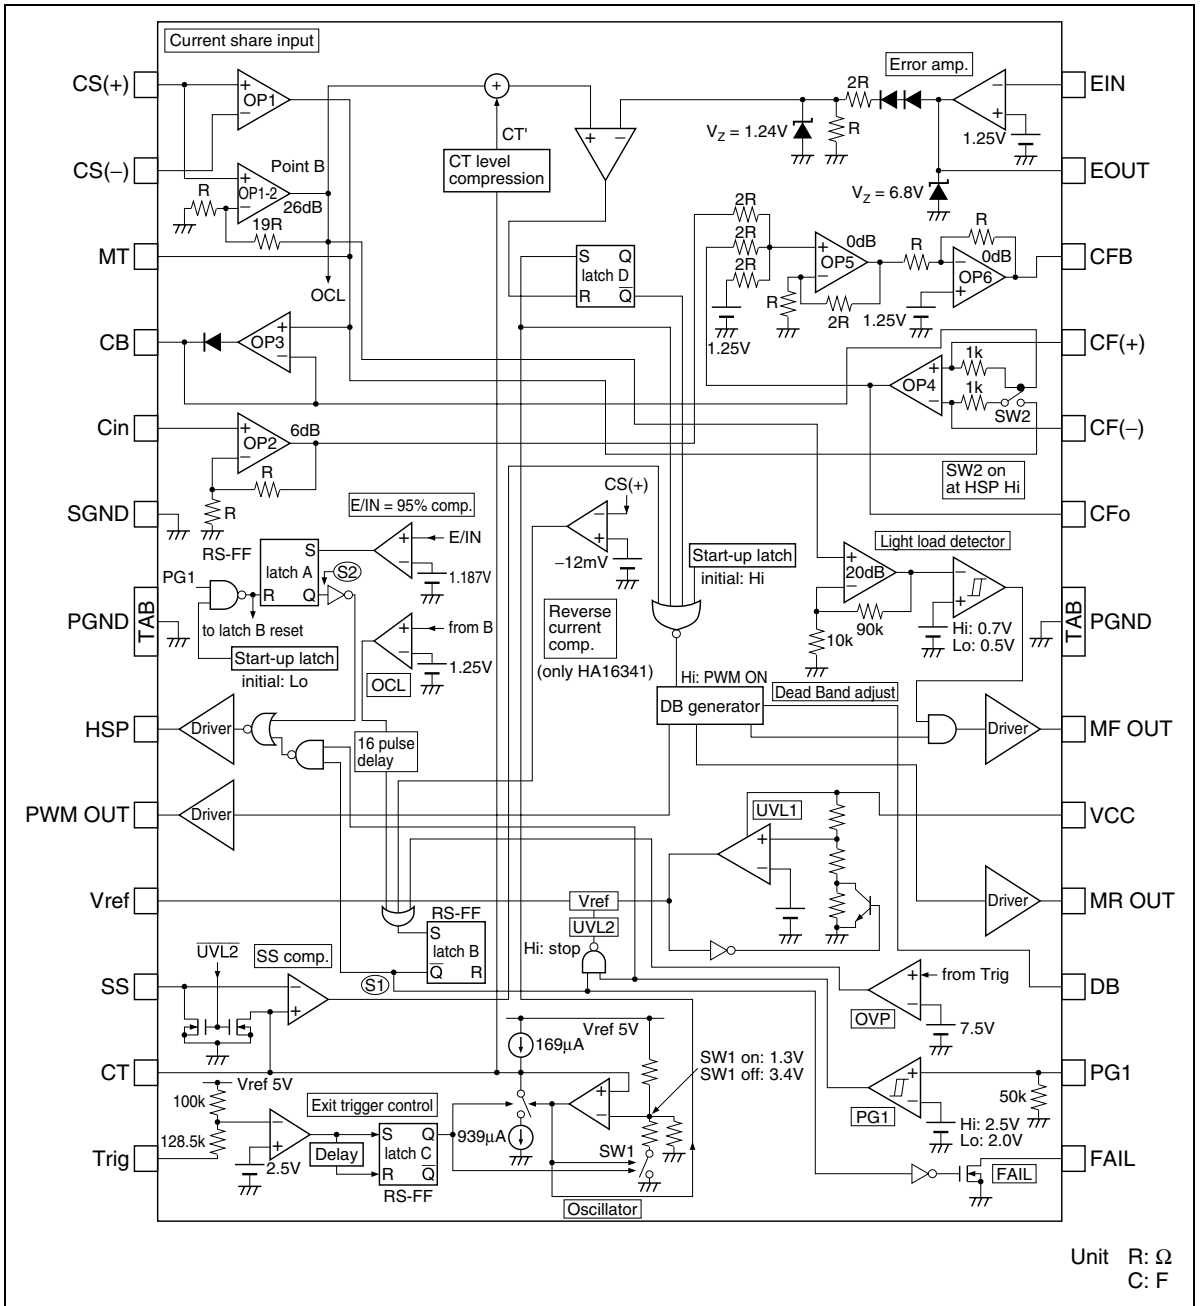 Current share input
CS(+)
OP1
+
−
Error amp.
EIN
2R
R
VZ = 1.24V
1.25V
CT'
CT level
compression
CS(−)
Point B
OP1-2
26dB
R
19R
EOUT
VZ = 6.8V
MT
OCL
S Q
latch D
R Q̅
2R
2R
2R
0dB
OP5
R
R
0dB
OP6
CFB
R
2R
1.25V
1.25V
CB
OP3
CF(+)
1k
OP4
1k
SW2
Cin
6dB
OP2
R
R
CF(−)
SW2 on
at HSP Hi
SGND
E/IN = 95% comp.
CS(+)
−12mV
CFo
RS-FF
PG1
S
latch A
R Q
S2
E/IN
1.187V
Start-up latch
initial: Hi
Light load detector
20dB
90k
10k
Hi: 0.7V
Lo: 0.5V
PGND
TAB
to latch B reset
Start-up latch
initial: Lo
from B
1.25V
OCL
Reverse
current
comp.
(only HA16341)
TAB
PGND
Hi: PWM ON
DB generator
Dead Band adjust
HSP
Driver
16 pulse
delay
Driver
MF OUT
PWM OUT
Driver
UVL1
VCC
Vref
RS-FF
S
latch B
Q̅ R
Vref
UVL2
Hi: stop
Driver
MR OUT
U̅V̅L̅2̅
SS comp.
SS
S1
from Trig
OVP
7.5V
DB
Vref 5V
169µA
SW1 on: 1.3V
SW1 off: 3.4V
CT
Vref 5V
100k
128.5k
Exit trigger control
939µA
PG1
50k
Hi: 2.5V
Lo: 2.0V
PG1
Trig
2.5V
Delay
S Q
latch C
R Q̅
RS-FF
SW1
Oscillator
FAIL
FAIL
Unit R: Ω
C: F